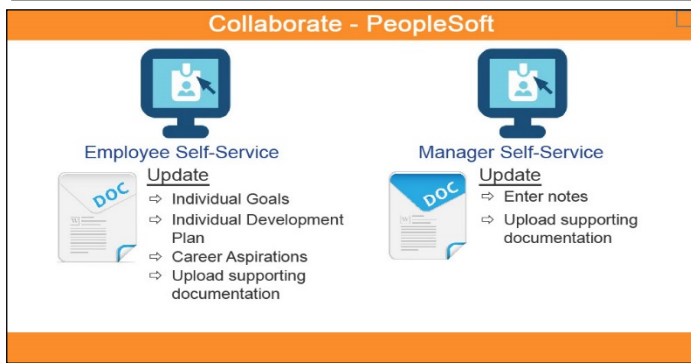 Collaborate - PeopleSoft
Employee Self-Service
DOC
Update
⇨ Individual Goals
⇨ Individual Development
Plan
⇨ Career Aspirations
⇨ Upload supporting
documentation
Manager Self-Service
DOC
Update
⇨ Enter notes
⇨ Upload supporting
documentation